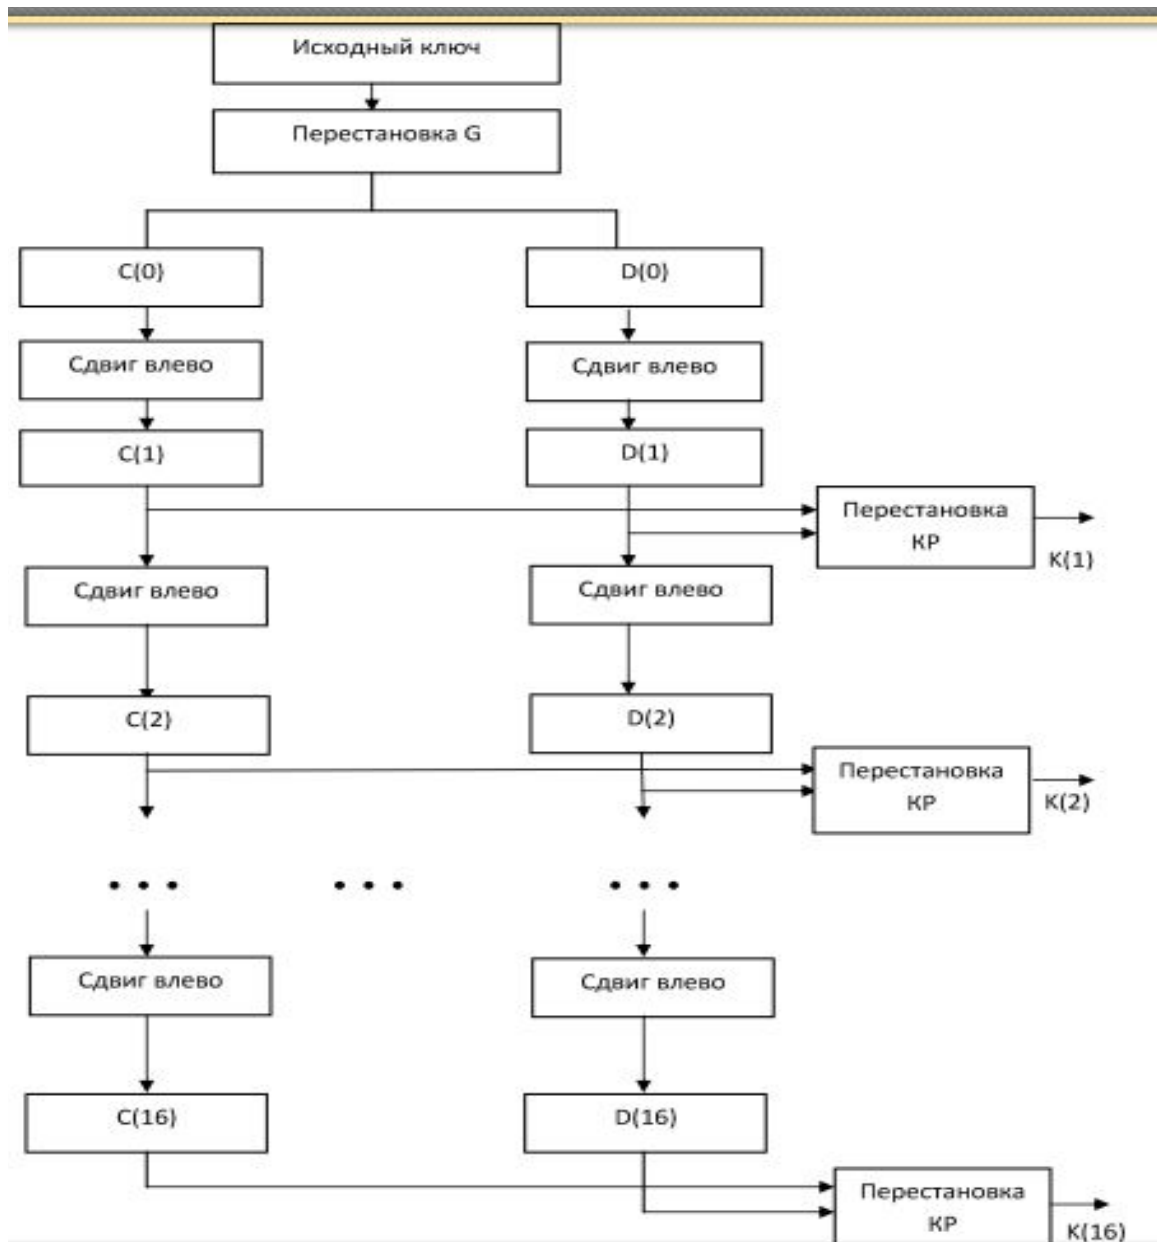 Исходный ключ
Перестановка G
C(0)
D(0)
Сдвиг влево
Сдвиг влево
C(1)
D(1)
Перестановка
КР
K(1)
Сдвиг влево
Сдвиг влево
C(2)
D(2)
Перестановка
КР
K(2)
• • •
• • •
• • •
Сдвиг влево
Сдвиг влево
C(16)
D(16)
Перестановка
КР
K(16)